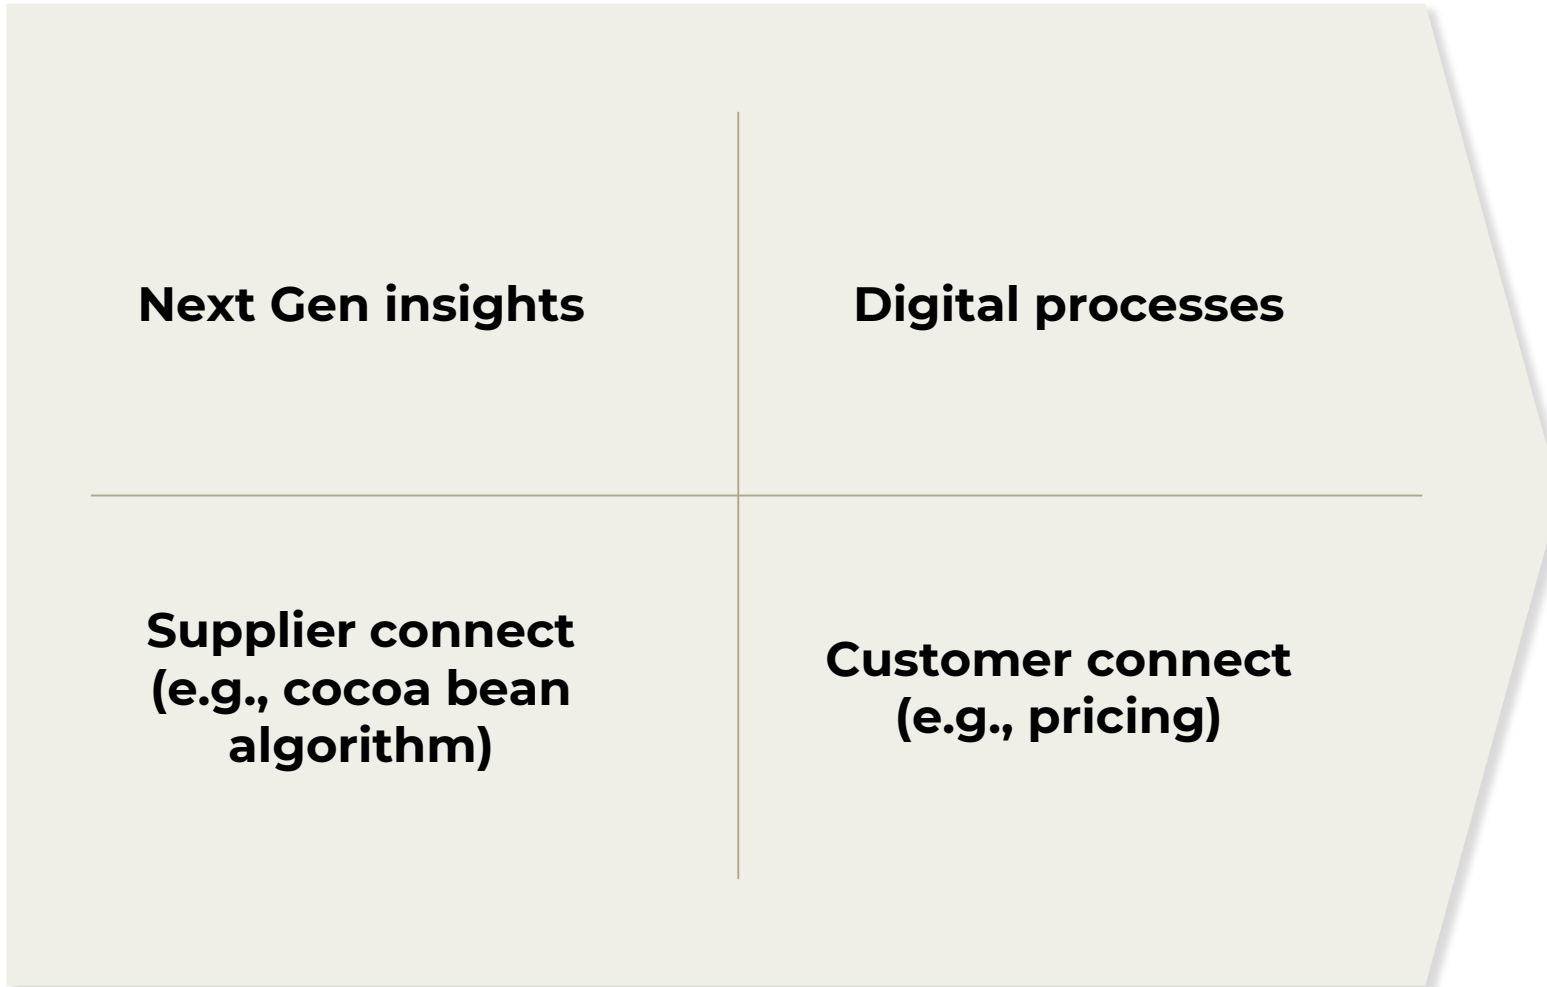 Next Gen insights
Digital processes
Supplier connect
(e.g., cocoa bean
algorithm)
Customer connect
(e.g., pricing)